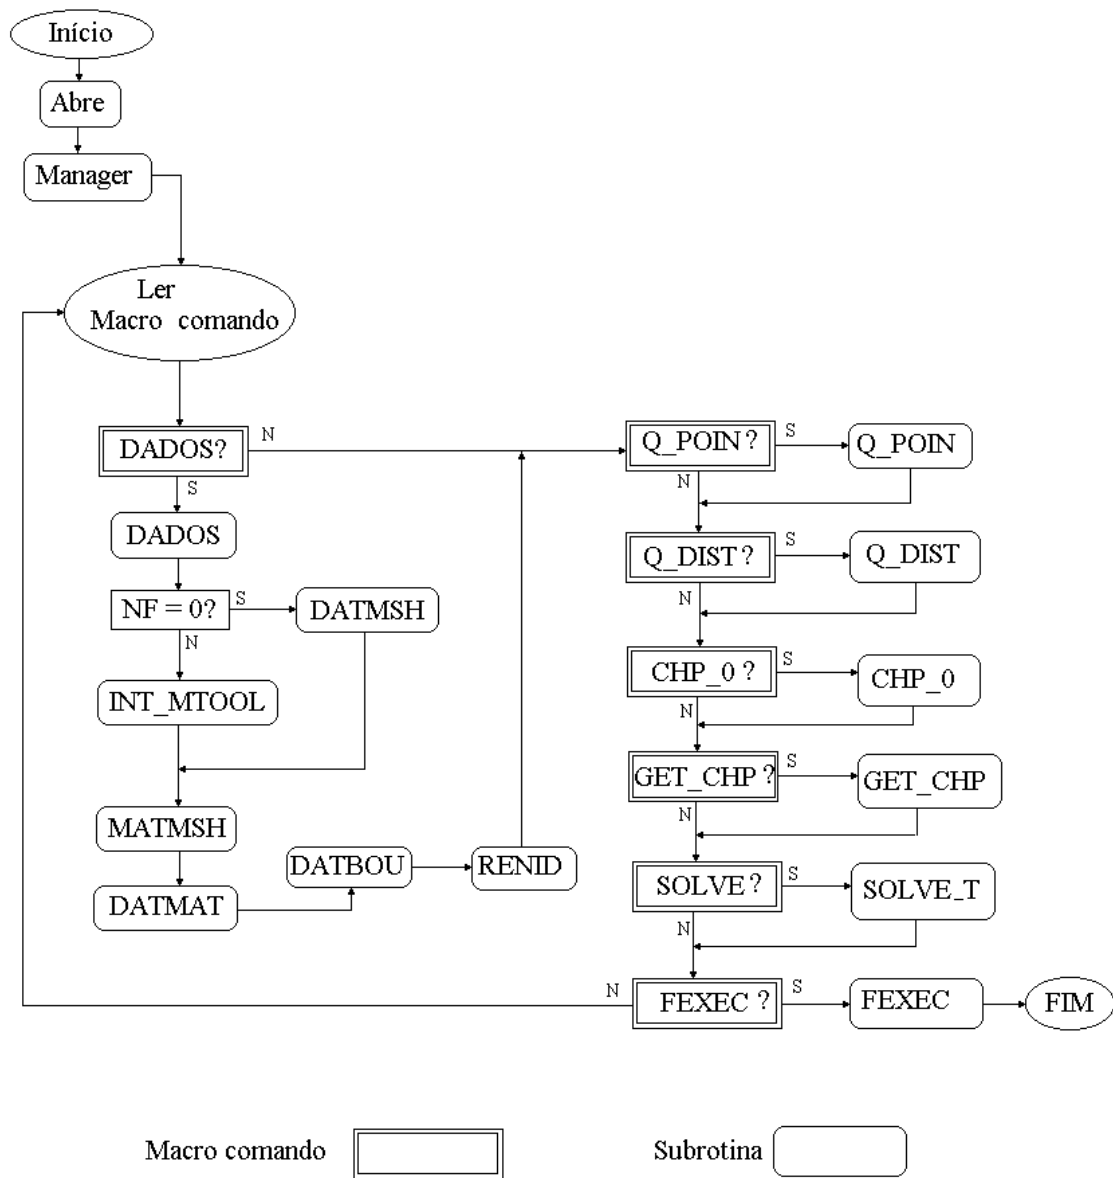 Início
Abre
Manager
Ler
Macro comando
DADOS?
N
S
DADOS
NF = 0?
S
DATMSH
N
INT_MTOOL
MATMSH
DATMAT
DATBOU
RENID
Q_POIN ?
S
Q_POIN
N
Q_DIST ?
S
Q_DIST
N
CHP_0 ?
S
CHP_0
N
GET_CHP ?
S
GET_CHP
N
SOLVE ?
S
SOLVE_T
N
N
FEXEC ?
S
FEXEC
FIM
Macro comando
Subrotina